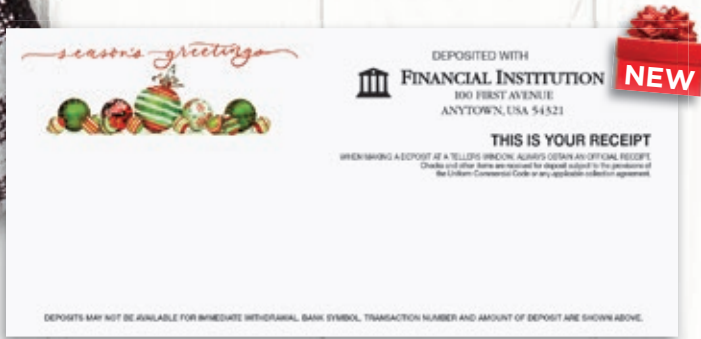 season's greetings
DEPOSITED WITH
FINANCIAL INSTITUTION
100 FIRST AVENUE
ANYTOWN, USA 54321
NEW
THIS IS YOUR RECEIPT
WHEN MAKING A DEPOSIT AT A TELLERS WINDOW, ALWAYS OBTAIN AN OFFICIAL RECEIPT.
Checks and other items are received for deposit subject to the provisions of
the Uniform Commercial Code or any applicable collection agreement.
DEPOSITS MAY NOT BE AVAILABLE FOR IMMEDIATE WITHDRAWAL. BANK SYMBOL, TRANSACTION NUMBER AND AMOUNT OF DEPOSIT ARE SHOWN ABOVE.